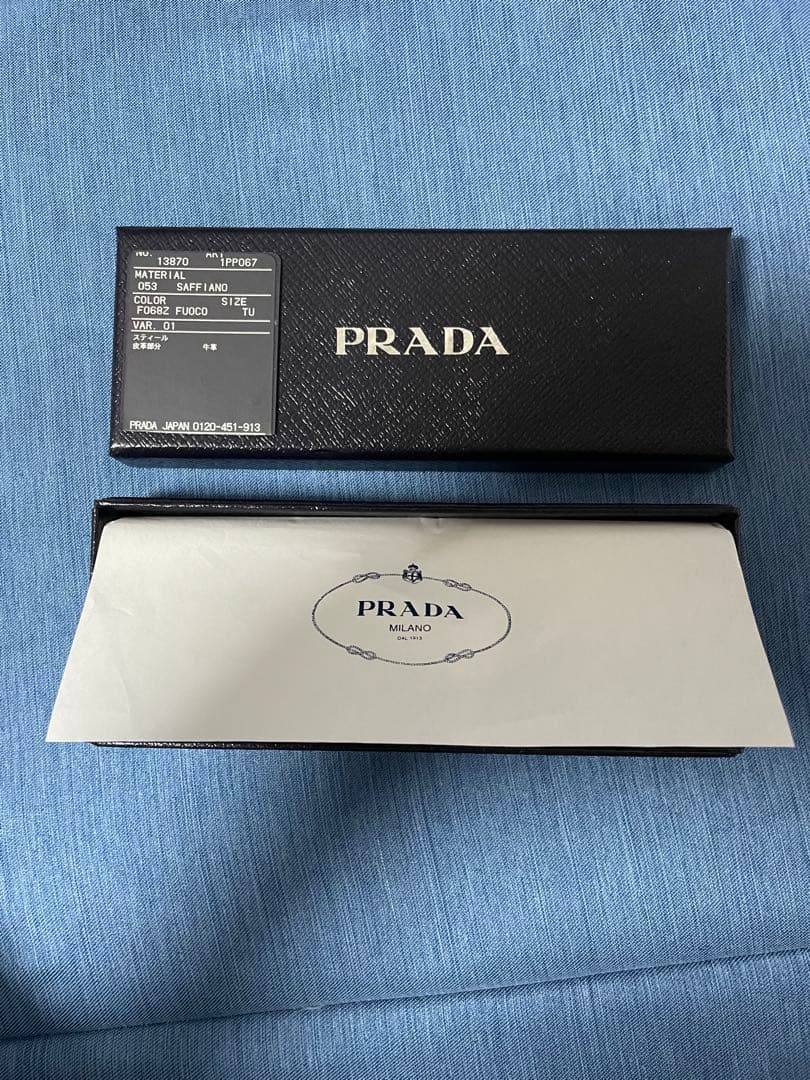 NO. ART
13870 1PP067
MATERIAL
053 SAFFIANO
COLOR SIZE
F068Z FUOCO TU
VAR. 01
スティール
皮革部分 牛革
PRADA JAPAN 0120-451-913
PRADA
PRADA
MILANO
DAL 1913